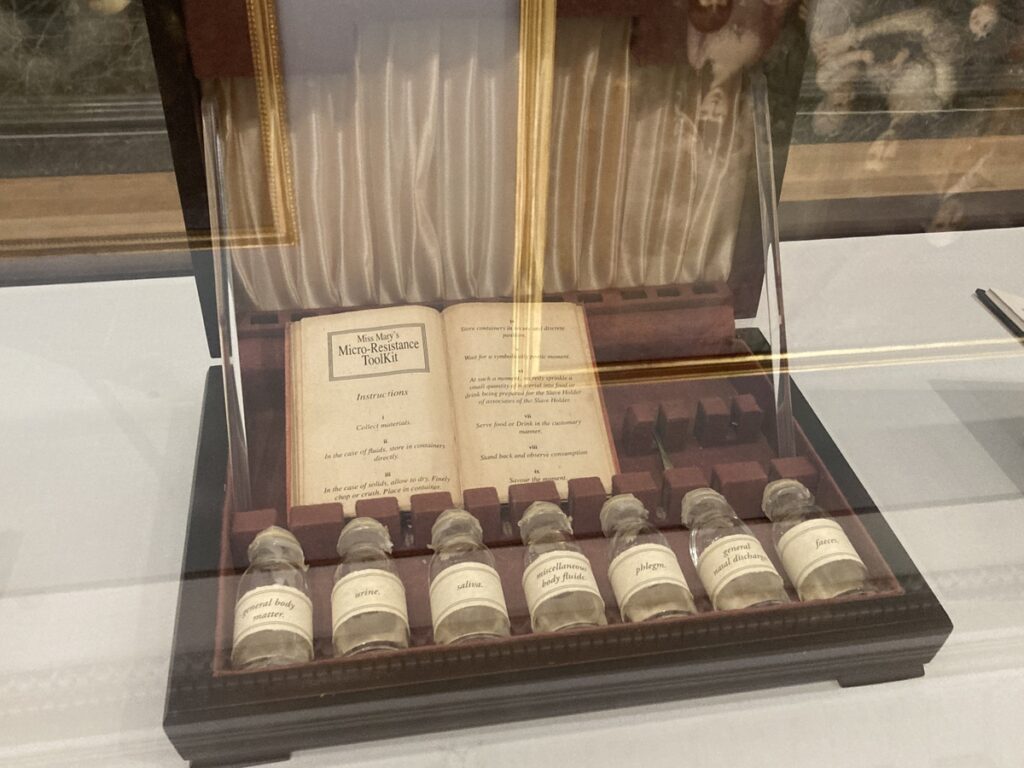 Miss Mary's
Micro-Resistance
ToolKit
Instructions
i
Collect materials.
ii
In the case of fluids, store in containers
directly.
iii
In the case of solids, allow to dry. Finely
chop or crush. Place in container.
Store containers in secure and discrete
position.
Wait for a symbolically poetic moment.
vi
At such a moment, secretly sprinkle a
small quantity of material into food or
drink being prepared for the Slave Holder
of associates of the Slave Holder.
vii
Serve food or Drink in the customary
manner.
viii
Stand back and observe consumption
ix
Savour the moment
general body
matter.
urine.
saliva.
miscellaneous
body fluids.
phlegm.
general
nasal discharge
faeces.